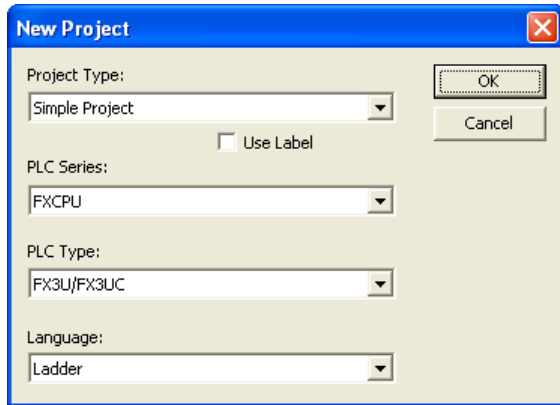 New Project
Project Type:
OK
Simple Project
Cancel
Use Label
PLC Series:
FXCPU
PLC Type:
FX3U/FX3UC
Language:
Ladder